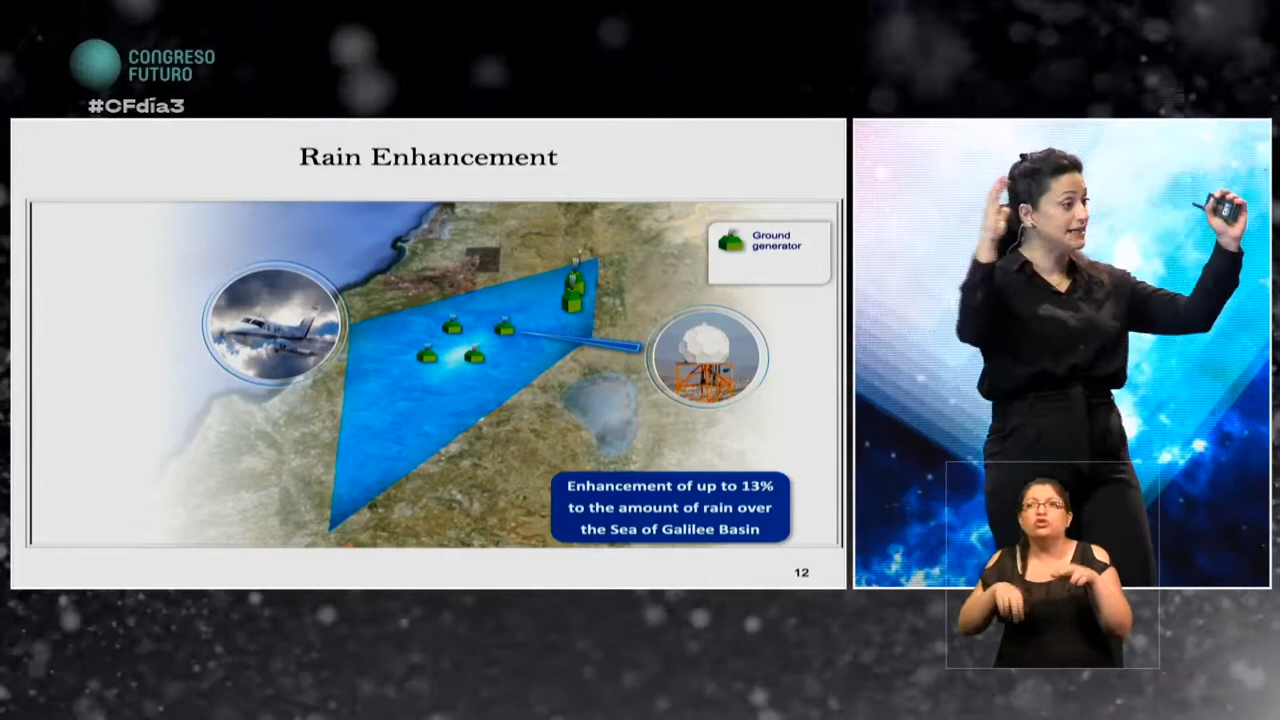 CONGRESO
FUTURO
#CFdía3
Rain Enhancement
Ground
generator
Enhancement of up to 13%
to the amount of rain over
the Sea of Galilee Basin
12